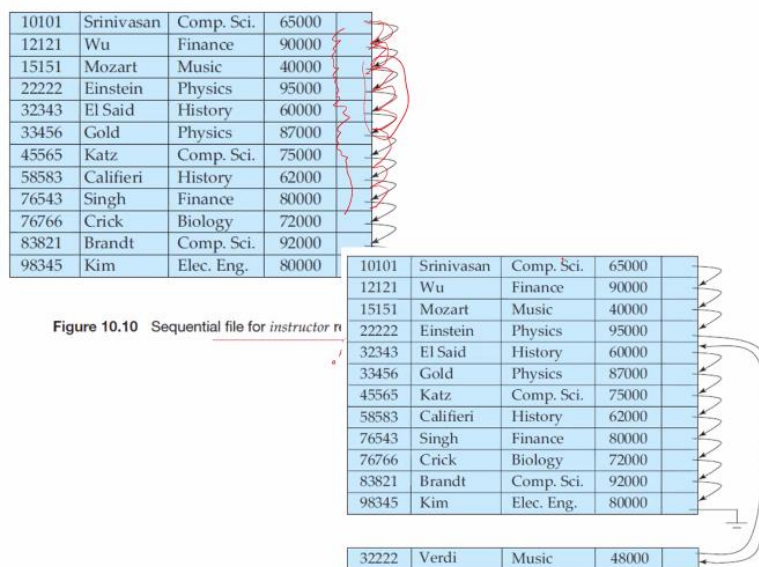 10101 Srinivasan Comp. Sci. 65000
12121 Wu Finance 90000
15151 Mozart Music 40000
22222 Einstein Physics 95000
32343 El Said History 60000
33456 Gold Physics 87000
45565 Katz Comp. Sci. 75000
58583 Califieri History 62000
76543 Singh Finance 80000
76766 Crick Biology 72000
83821 Brandt Comp. Sci. 92000
98345 Kim Elec. Eng. 80000
Figure 10.10 Sequential file for instructor
10101 Srinivasan Comp. Sci. 65000
12121 Wu Finance 90000
15151 Mozart Music 40000
22222 Einstein Physics 95000
32343 El Said History 60000
33456 Gold Physics 87000
45565 Katz Comp. Sci. 75000
58583 Califieri History 62000
76543 Singh Finance 80000
76766 Crick Biology 72000
83821 Brandt Comp. Sci. 92000
98345 Kim Elec. Eng. 80000
32222 Verdi Music 48000